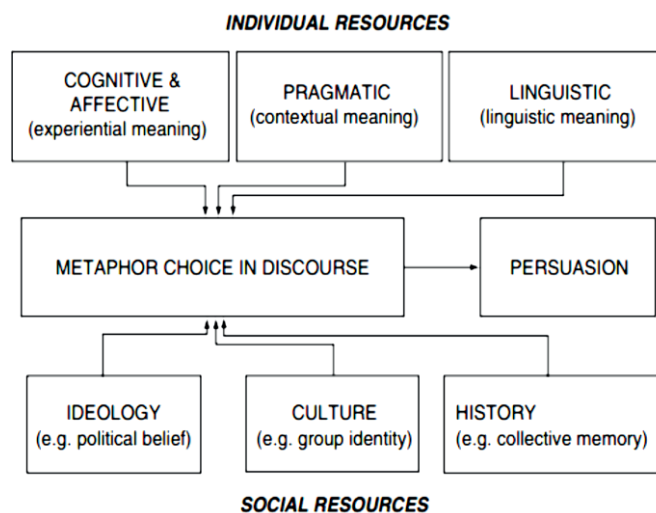 INDIVIDUAL RESOURCES
COGNITIVE &
AFFECTIVE
(experiential meaning)
PRAGMATIC
(contextual meaning)
LINGUISTIC
(linguistic meaning)
METAPHOR CHOICE IN DISCOURSE
PERSUASION
IDEOLOGY
(e.g. political belief)
CULTURE
(e.g. group identity)
HISTORY
(e.g. collective memory)
SOCIAL RESOURCES